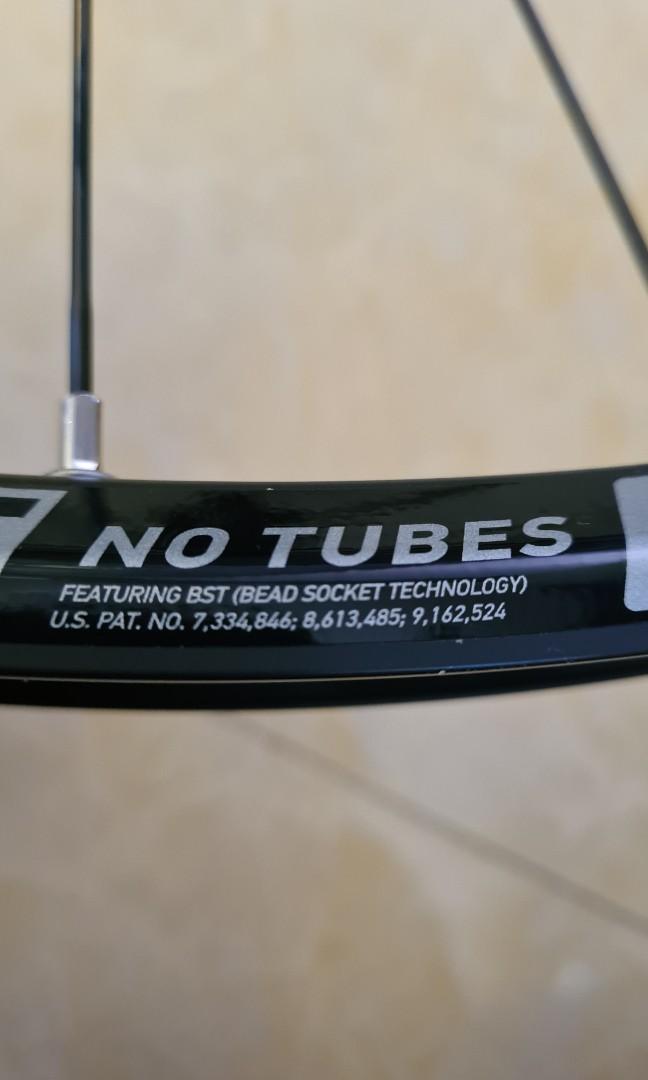 NO TUBES
FEATURING BST (BEAD SOCKET TECHNOLOGY)
U.S. PAT. NO. 7,334,846; 8,613,485; 9,162,524